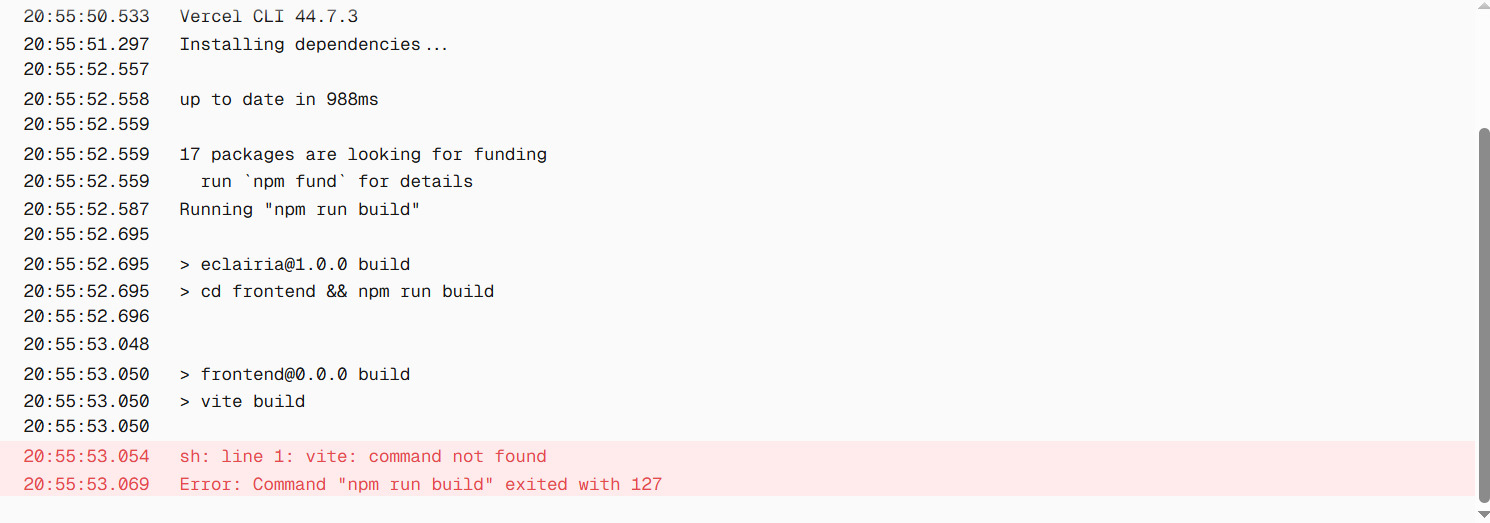 20:55:50.533 Vercel CLI 44.7.3
20:55:51.297 Installing dependencies...
20:55:52.557
20:55:52.558 up to date in 988ms
20:55:52.559
20:55:52.559 17 packages are looking for funding
20:55:52.559   run `npm fund` for details
20:55:52.587 Running "npm run build"
20:55:52.695
20:55:52.695 > eclairia@1.0.0 build
20:55:52.695 > cd frontend && npm run build
20:55:52.696
20:55:53.048
20:55:53.050 > frontend@0.0.0 build
20:55:53.050 > vite build
20:55:53.050
20:55:53.054 sh: line 1: vite: command not found
20:55:53.069 Error: Command "npm run build" exited with 127